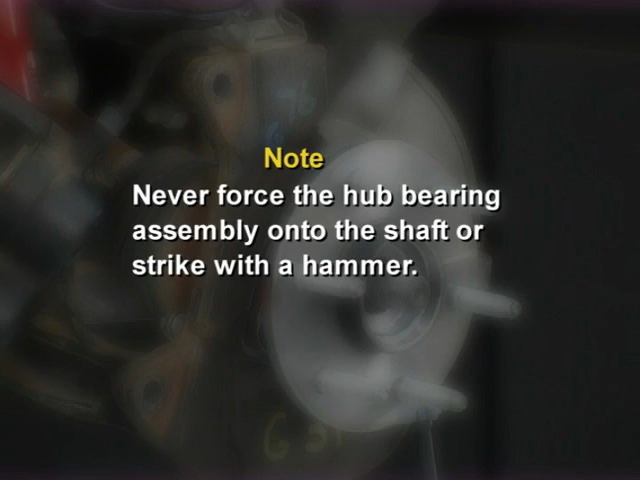 Note
Never force the hub bearing
assembly onto the shaft or
strike with a hammer.